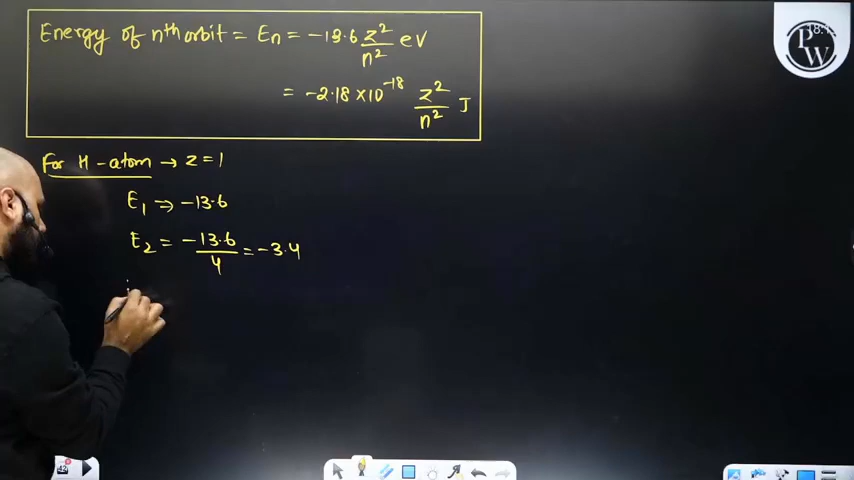 Energy of nth orbit = En = -13.6 z²/n² eV
= -2.18 × 10⁻¹⁸ z²/n² J
For H-atom → z = 1
E₁ → -13.6
E₂ = -13.6/4 = -3.4
P
W